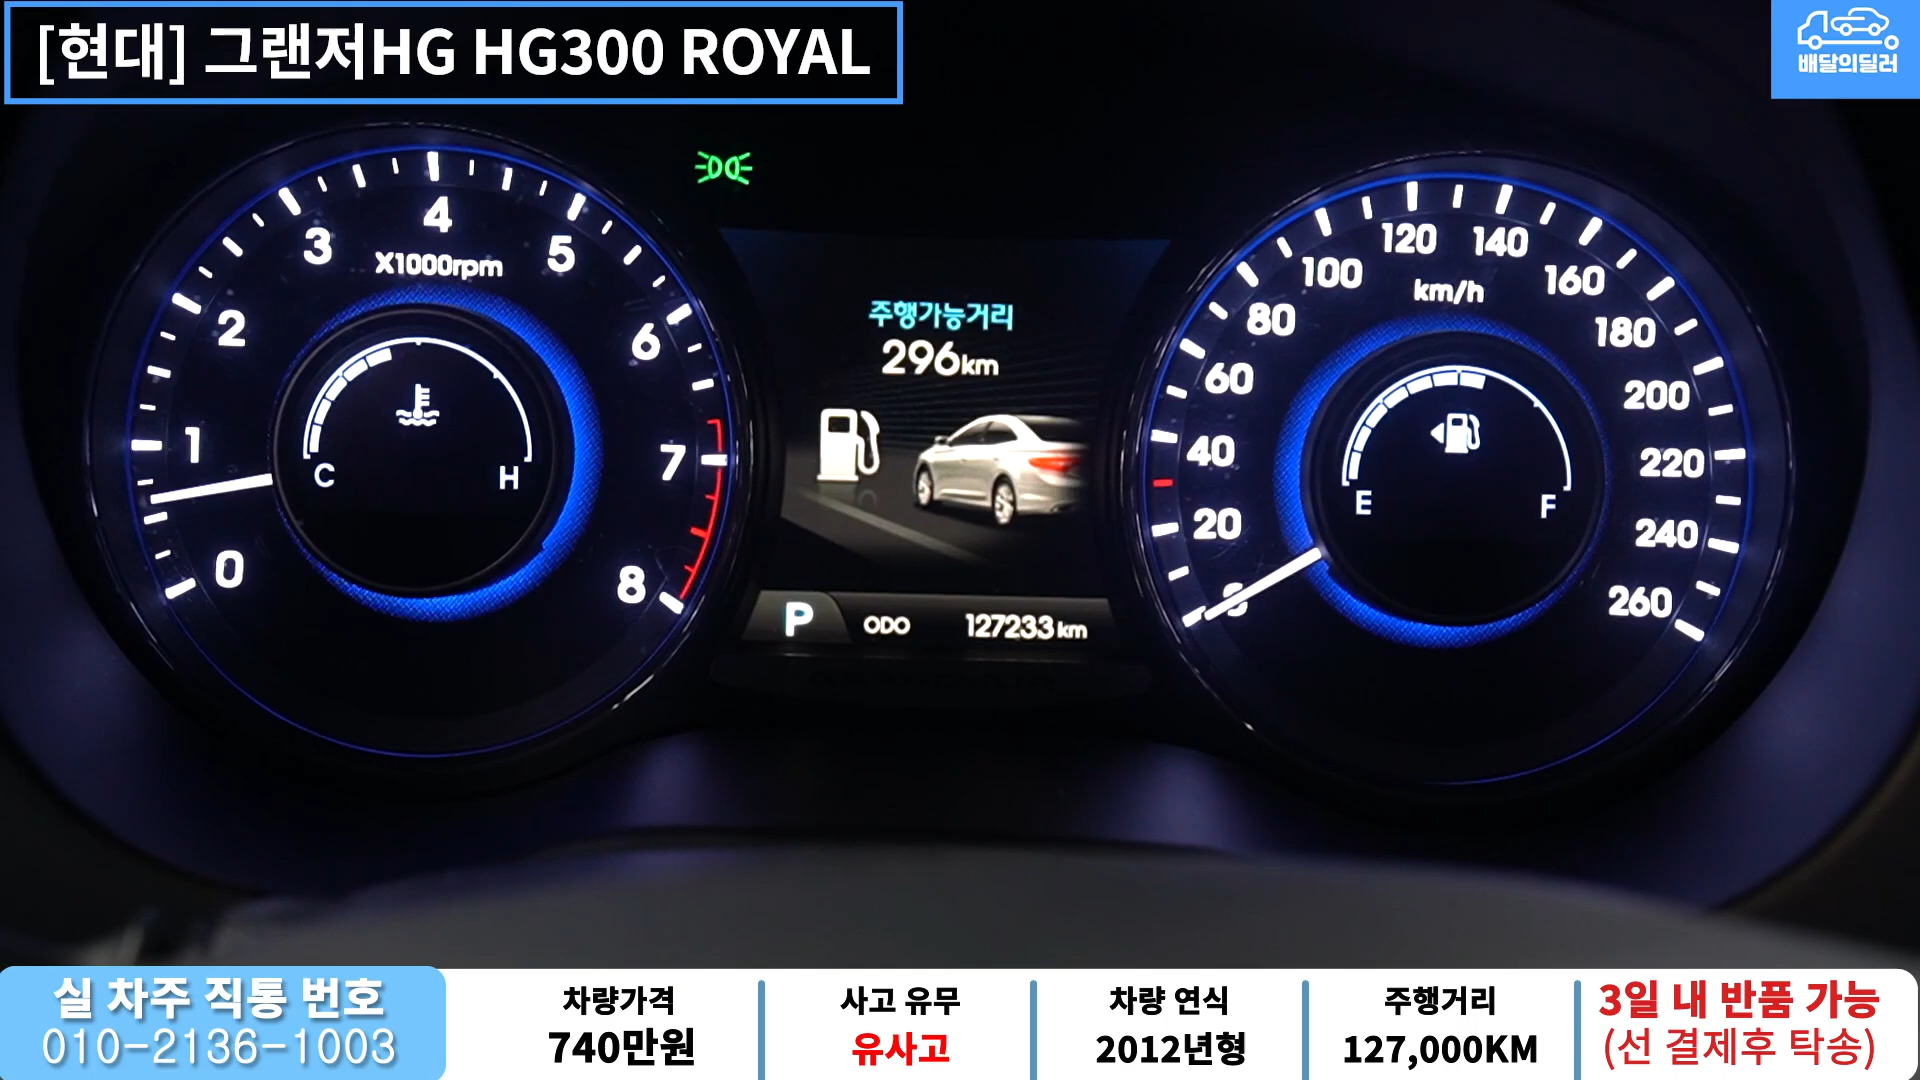 [현대] 그랜저HG HG300 ROYAL
배달의딜러
0 1 2 3 4 5 6 7 8
X1000rpm
C H
주행가능거리
296km
P ODO 127233 km
0 20 40 60 80 100 120 140 160 180 200 220 240 260
km/h
E F
실 차주 직통 번호
010-2136-1003
차량가격
740만원
사고 유무
유사고
차량 연식
2012년형
주행거리
127,000KM
3일 내 반품 가능
(선 결제후 탁송)